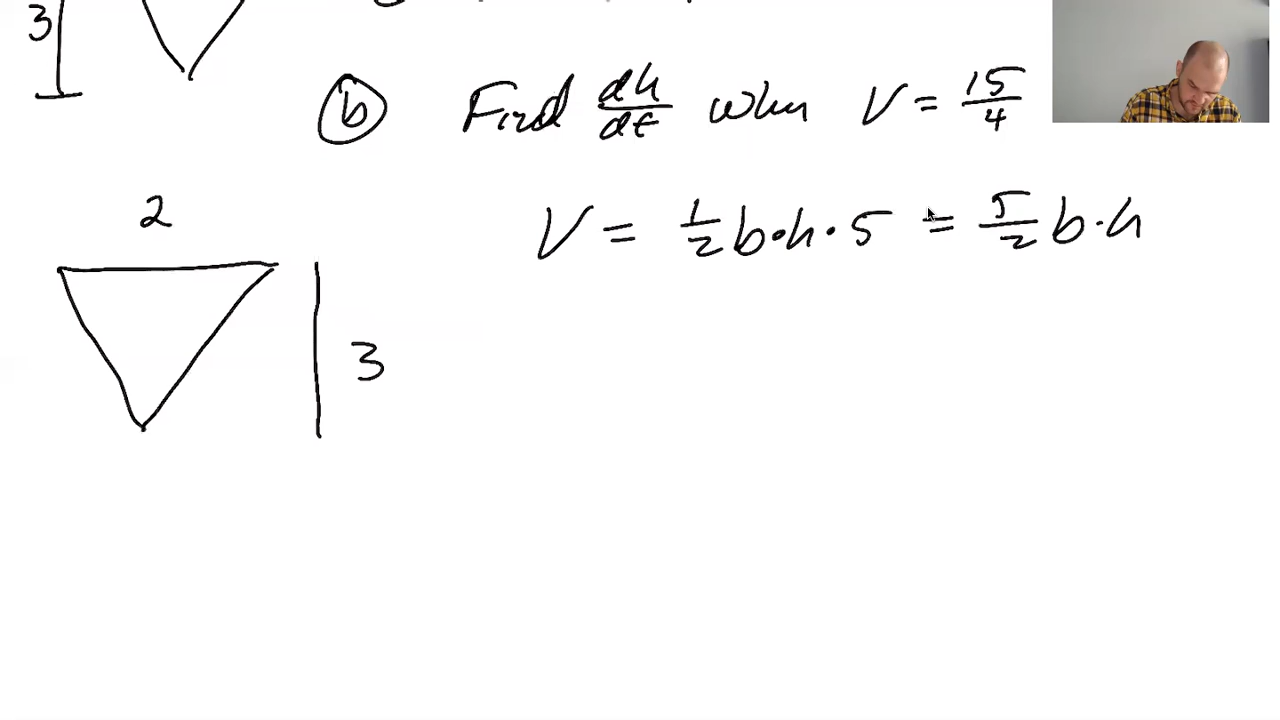 3
(b) Find dh/dt when V = 15/4
2
V = 1/2 b·h·5 = 5/2 b·h
3